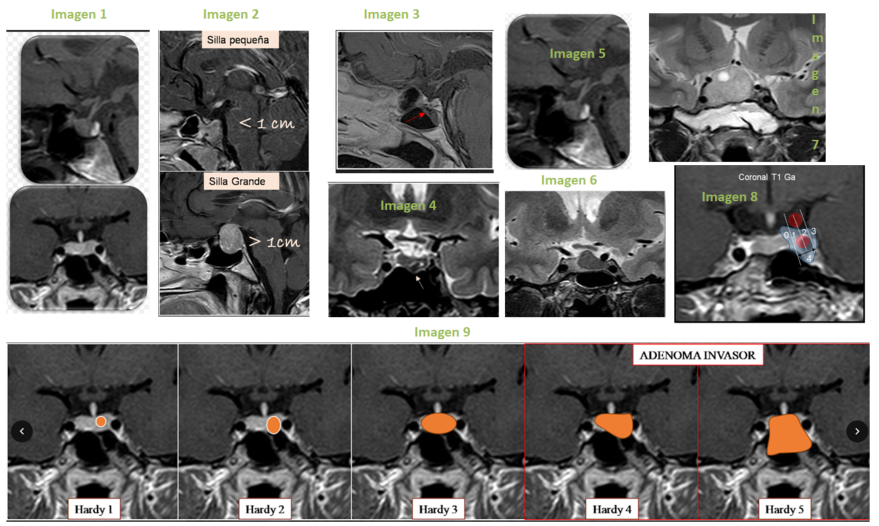 Imagen 1
Imagen 2
Imagen 3
Silla pequeña
< 1 cm
Imagen 5
Imagen 7
Silla Grande
> 1cm
Imagen 4
Imagen 6
Coronal T1 Ga
Imagen 8
0 1 2 3
4
Imagen 9
ADENOMA INVASOR
Hardy 1
Hardy 2
Hardy 3
Hardy 4
Hardy 5